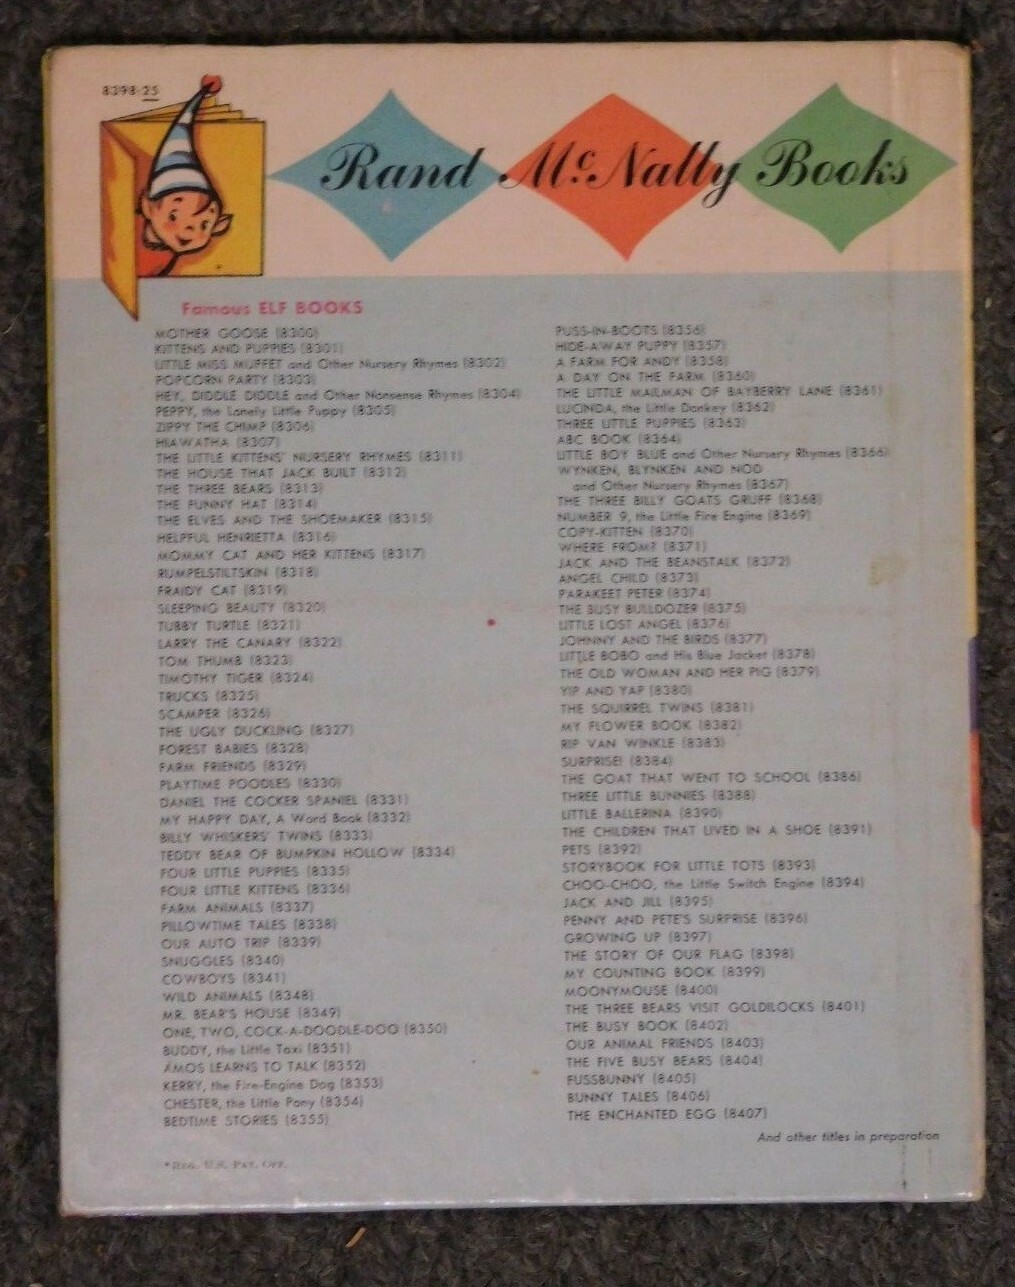 8398-25
Rand McNally Books
Famous ELF BOOKS
MOTHER GOOSE (8300)
KITTENS AND PUPPIES (8301)
LITTLE MISS MUFFET and Other Nursery Rhymes (8302)
POPCORN PARTY (8303)
HEY, DIDDLE DIDDLE and Other Nonsense Rhymes (8304)
PEPPY, the Lonely Little Puppy (8305)
ZIPPY THE CHIMP (8306)
HIAWATHA (8307)
THE LITTLE KITTENS' NURSERY RHYMES (8311)
THE HOUSE THAT JACK BUILT (8312)
THE THREE BEARS (8313)
THE FUNNY HAT (8314)
THE ELVES AND THE SHOEMAKER (8315)
HELPFUL HENRIETTA (8316)
MOMMY CAT AND HER KITTENS (8317)
RUMPELSTILTSKIN (8318)
FRAIDY CAT (8319)
SLEEPING BEAUTY (8320)
TUBBY TURTLE (8321)
LARRY THE CANARY (8322)
TOM THUMB (8323)
TIMOTHY TIGER (8324)
TRUCKS (8325)
SCAMPER (8326)
THE UGLY DUCKLING (8327)
FOREST BABIES (8328)
FARM FRIENDS (8329)
PLAYTIME POODLES (8330)
DANIEL THE COCKER SPANIEL (8331)
MY HAPPY DAY, A Word Book (8332)
BILLY WHISKERS' TWINS (8333)
TEDDY BEAR OF BUMPKIN HOLLOW (8334)
FOUR LITTLE PUPPIES (8335)
FOUR LITTLE KITTENS (8336)
FARM ANIMALS (8337)
PILLOWTIME TALES (8338)
OUR AUTO TRIP (8339)
SNUGGLES (8340)
COWBOYS (8341)
WILD ANIMALS (8348)
MR. BEAR'S HOUSE (8349)
ONE, TWO, COCK-A-DOODLE-DOO (8350)
BUDDY, the Little Taxi (8351)
AMOS LEARNS TO TALK (8352)
KERRY, the Fire-Engine Dog (8353)
CHESTER, the Little Pony (8354)
BEDTIME STORIES (8355)
*REG. U.S. PAT. OFF.
PUSS-IN-BOOTS (8356)
HIDE-AWAY PUPPY (8357)
A FARM FOR ANDY (8358)
A DAY ON THE FARM (8360)
THE LITTLE MAILMAN OF BAYBERRY LANE (8361)
LUCINDA, the Little Donkey (8362)
THREE LITTLE PUPPIES (8363)
ABC BOOK (8364)
LITTLE BOY BLUE and Other Nursery Rhymes (8366)
WYNKEN, BLYNKEN AND NOD
and Other Nursery Rhymes (8367)
THE THREE BILLY GOATS GRUFF (8368)
NUMBER 9, the Little Fire Engine (8369)
COPY-KITTEN (8370)
WHERE FROM? (8371)
JACK AND THE BEANSTALK (8372)
ANGEL CHILD (8373)
PARAKEET PETER (8374)
THE BUSY BULLDOZER (8375)
LITTLE LOST ANGEL (8376)
JOHNNY AND THE BIRDS (8377)
LITTLE BOBO and His Blue Jacket (8378)
THE OLD WOMAN AND HER PIG (8379)
YIP AND YAP (8380)
THE SQUIRREL TWINS (8381)
MY FLOWER BOOK (8382)
RIP VAN WINKLE (8383)
SURPRISE! (8384)
THE GOAT THAT WENT TO SCHOOL (8386)
THREE LITTLE BUNNIES (8388)
LITTLE BALLERINA (8390)
THE CHILDREN THAT LIVED IN A SHOE (8391)
PETS (8392)
STORYBOOK FOR LITTLE TOTS (8393)
CHOO-CHOO, the Little Switch Engine (8394)
JACK AND JILL (8395)
PENNY AND PETE'S SURPRISE (8396)
GROWING UP (8397)
THE STORY OF OUR FLAG (8398)
MY COUNTING BOOK (8399)
MOONYMOUSE (8400)
THE THREE BEARS VISIT GOLDILOCKS (8401)
THE BUSY BOOK (8402)
OUR ANIMAL FRIENDS (8403)
THE FIVE BUSY BEARS (8404)
FUSSBUNNY (8405)
BUNNY TALES (8406)
THE ENCHANTED EGG (8407)
And other titles in preparation